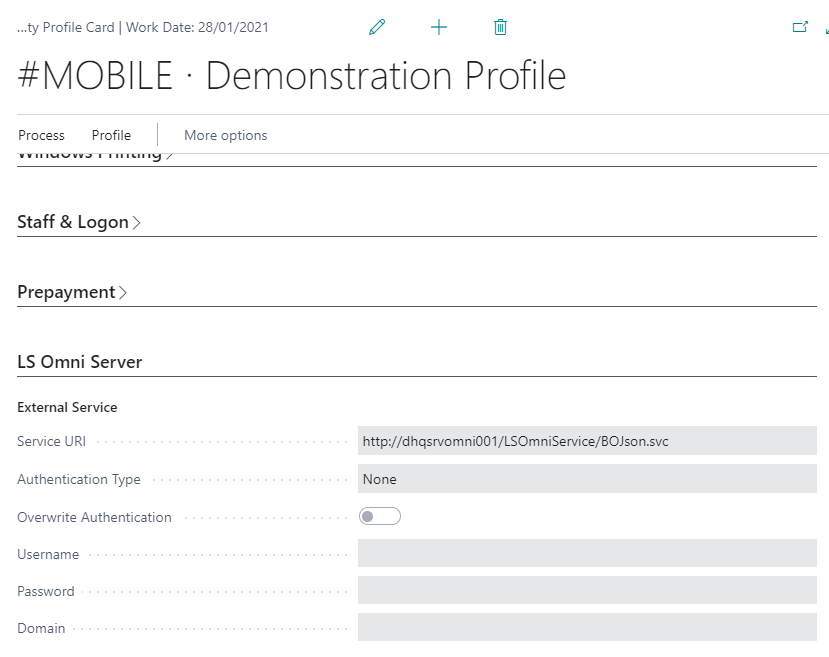 ...ty Profile Card | Work Date: 28/01/2021
#MOBILE · Demonstration Profile
Process Profile More options
Windows Printing
Staff & Logon
Prepayment
LS Omni Server
External Service
Service URI http://dhqsrvomni001/LSOmniService/BOJson.svc
Authentication Type None
Overwrite Authentication
Username
Password
Domain